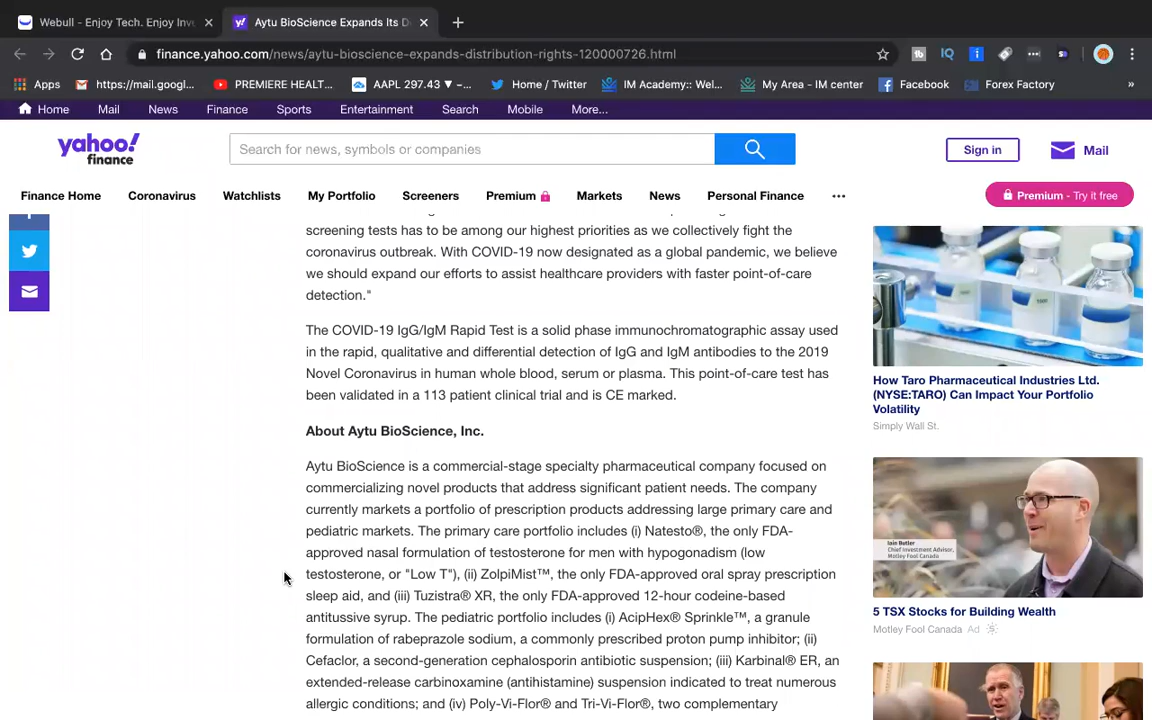 Webull - Enjoy Tech. Enjoy Inve
Aytu BioScience Expands Its D
finance.yahoo.com/news/aytu-bioscience-expands-distribution-rights-120000726.html
Apps
https://mail.googl...
PREMIERE HEALT...
AAPL 297.43 ▼ –...
Home / Twitter
IM Academy:: Wel...
My Area - IM center
Facebook
Forex Factory
»
Home Mail News Finance Sports Entertainment Search Mobile More...
yahoo!
finance
Search for news, symbols or companies
Sign in
Mail
Finance Home Coronavirus Watchlists My Portfolio Screeners Premium Markets News Personal Finance ...
Premium - Try it free
screening tests has to be among our highest priorities as we collectively fight the
coronavirus outbreak. With COVID-19 now designated as a global pandemic, we believe
we should expand our efforts to assist healthcare providers with faster point-of-care
detection."
The COVID-19 IgG/IgM Rapid Test is a solid phase immunochromatographic assay used
in the rapid, qualitative and differential detection of IgG and IgM antibodies to the 2019
Novel Coronavirus in human whole blood, serum or plasma. This point-of-care test has
been validated in a 113 patient clinical trial and is CE marked.
About Aytu BioScience, Inc.
Aytu BioScience is a commercial-stage specialty pharmaceutical company focused on
commercializing novel products that address significant patient needs. The company
currently markets a portfolio of prescription products addressing large primary care and
pediatric markets. The primary care portfolio includes (i) Natesto®, the only FDA-
approved nasal formulation of testosterone for men with hypogonadism (low
testosterone, or "Low T"), (ii) ZolpiMist™, the only FDA-approved oral spray prescription
sleep aid, and (iii) Tuzistra® XR, the only FDA-approved 12-hour codeine-based
antitussive syrup. The pediatric portfolio includes (i) AcipHex® Sprinkle™, a granule
formulation of rabeprazole sodium, a commonly prescribed proton pump inhibitor; (ii)
Cefaclor, a second-generation cephalosporin antibiotic suspension; (iii) Karbinal® ER, an
extended-release carbinoxamine (antihistamine) suspension indicated to treat numerous
allergic conditions; and (iv) Poly-Vi-Flor® and Tri-Vi-Flor®, two complementary
How Taro Pharmaceutical Industries Ltd.
(NYSE:TARO) Can Impact Your Portfolio
Volatility
Simply Wall St.
Iain Butler
Chief Investment Advisor,
Motley Fool Canada
5 TSX Stocks for Building Wealth
Motley Fool Canada Ad